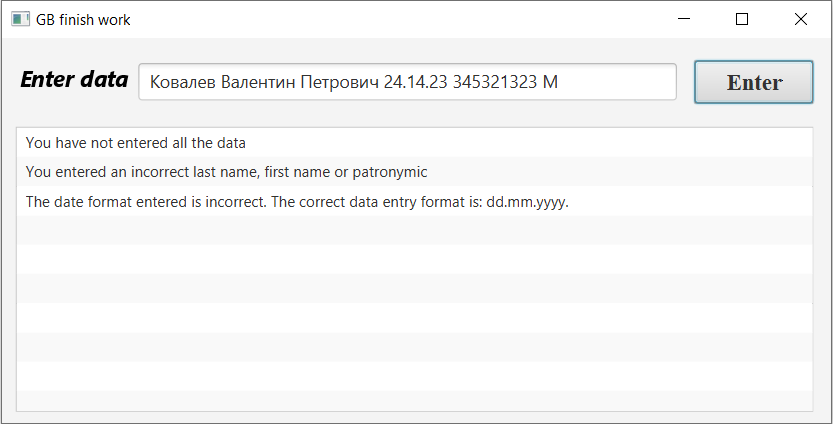 GB finish work
Enter data Ковалев Валентин Петрович 24.14.23 345321323 М Enter
You have not entered all the data
You entered an incorrect last name, first name or patronymic
The date format entered is incorrect. The correct data entry format is: dd.mm.yyyy.